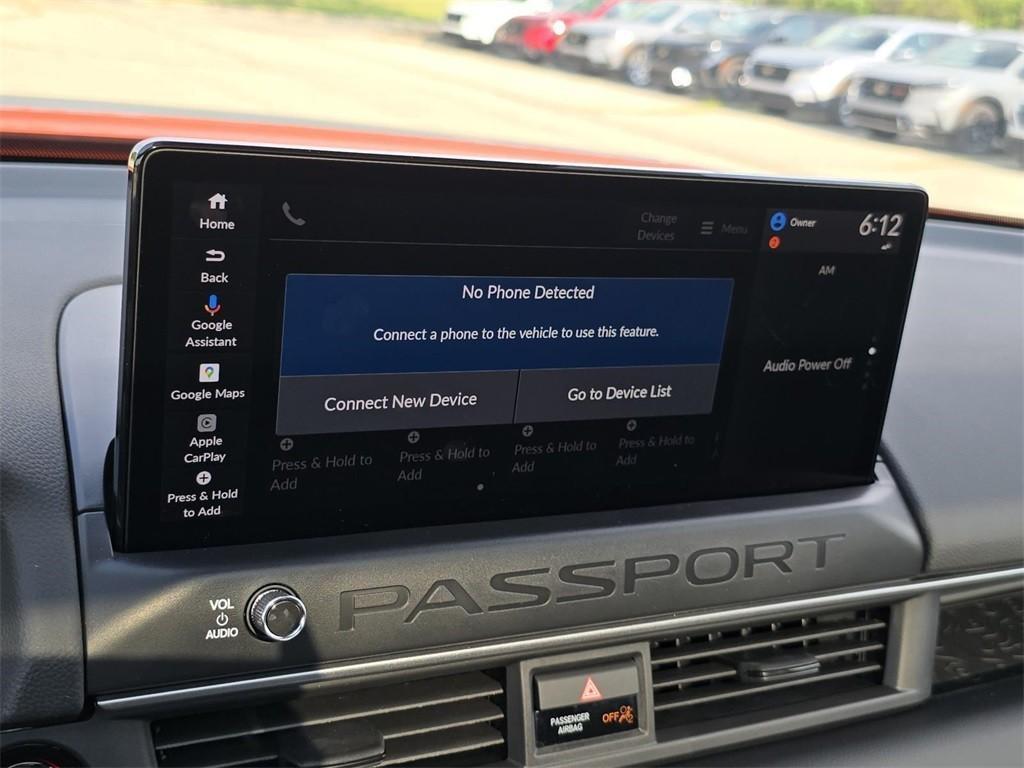 Home
Back
Google
Assistant
Google Maps
Apple
CarPlay
Press & Hold
to Add
Change
Devices
Menu
Owner
2
6:12
No Phone Detected
Connect a phone to the vehicle to use this feature.
Connect New Device
Go to Device List
Press & Hold to
Add
Press & Hold to
Add
Press & Hold to
Add
Press & Hold to
Add
AM
Audio Power Off
VOL
AUDIO
PASSPORT
PASSENGER
AIRBAG
OFF